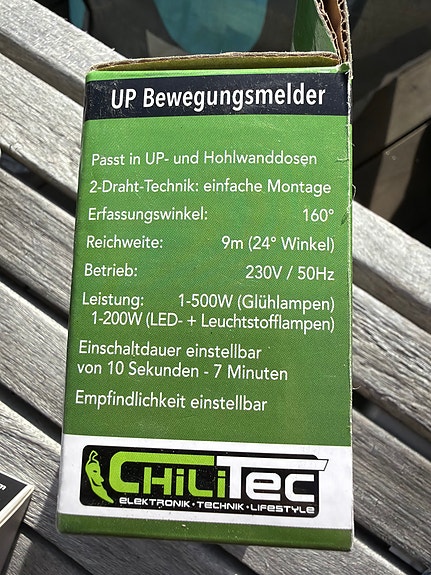 UP Bewegungsmelder
Passt in UP- und Hohlwanddosen
2-Draht-Technik: einfache Montage
Erfassungswinkel: 160°
Reichweite: 9m (24° Winkel)
Betrieb: 230V / 50Hz
Leistung: 1-500W (Glühlampen)
1-200W (LED- + Leuchtstofflampen)
Einschaltdauer einstellbar
von 10 Sekunden - 7 Minuten
Empfindlichkeit einstellbar
CHiLiTEC
ELEKTRONIK • TECHNIK • LIFESTYLE